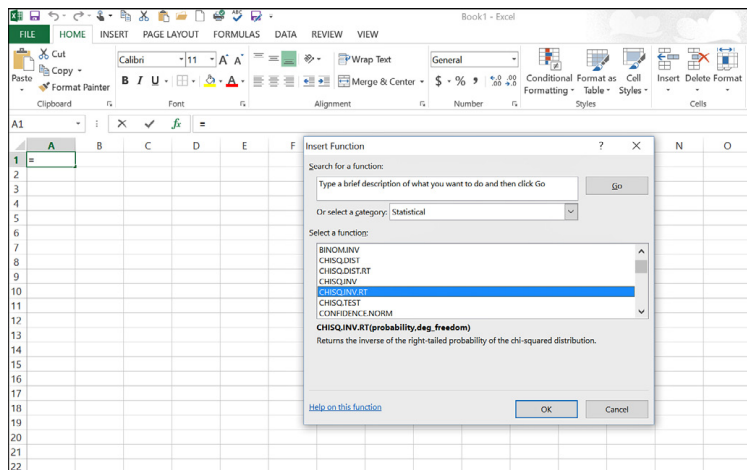 Book1 - Excel
FILE HOME INSERT PAGE LAYOUT FORMULAS DATA REVIEW VIEW
Cut
Calibri 11 A A Wrap Text General
Copy
Paste Format Painter B I U A Merge & Center $ % , .0 .00 .00 .0 Conditional Formatting Format as Table Cell Styles Insert Delete Format
Clipboard Font Alignment Number Styles Cells
A1 fx =
A B C D E F N O
1 =
2
3
4
5
6
7
8
9
10
11
12
13
14
15
16
17
18
19
20
21
22
Insert Function ? X
Search for a function:
Type a brief description of what you want to do and then click Go Go
Or select a category: Statistical
Select a function:
BINOM.INV
CHISQ.DIST
CHISQ.DIST.RT
CHISQ.INV
CHISQ.INV.RT
CHISQ.TEST
CONFIDENCE.NORM
CHISQ.INV.RT(probability,deg_freedom)
Returns the inverse of the right-tailed probability of the chi-squared distribution.
Help on this function OK Cancel